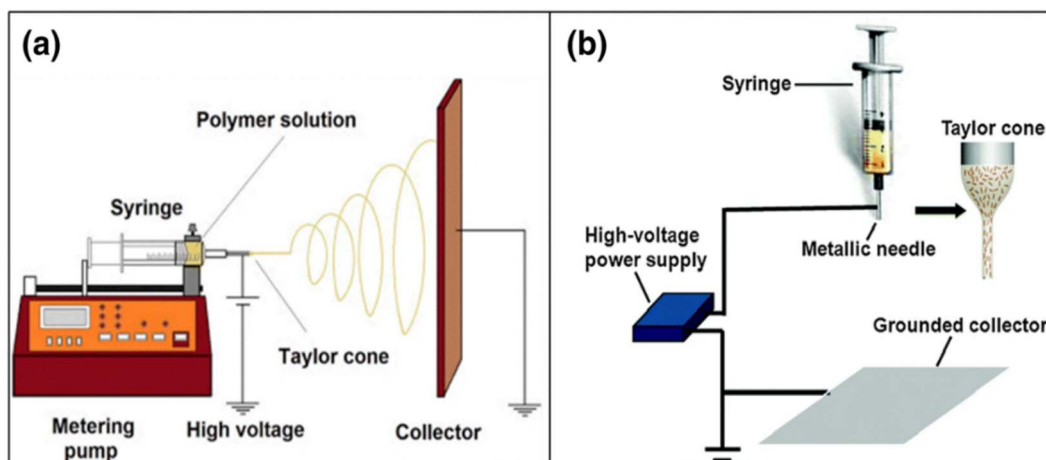 (a)
Polymer solution
Syringe
Taylor cone
Metering
pump
High voltage
Collector
(b)
Syringe
Taylor cone
Metallic needle
High-voltage
power supply
Grounded collector